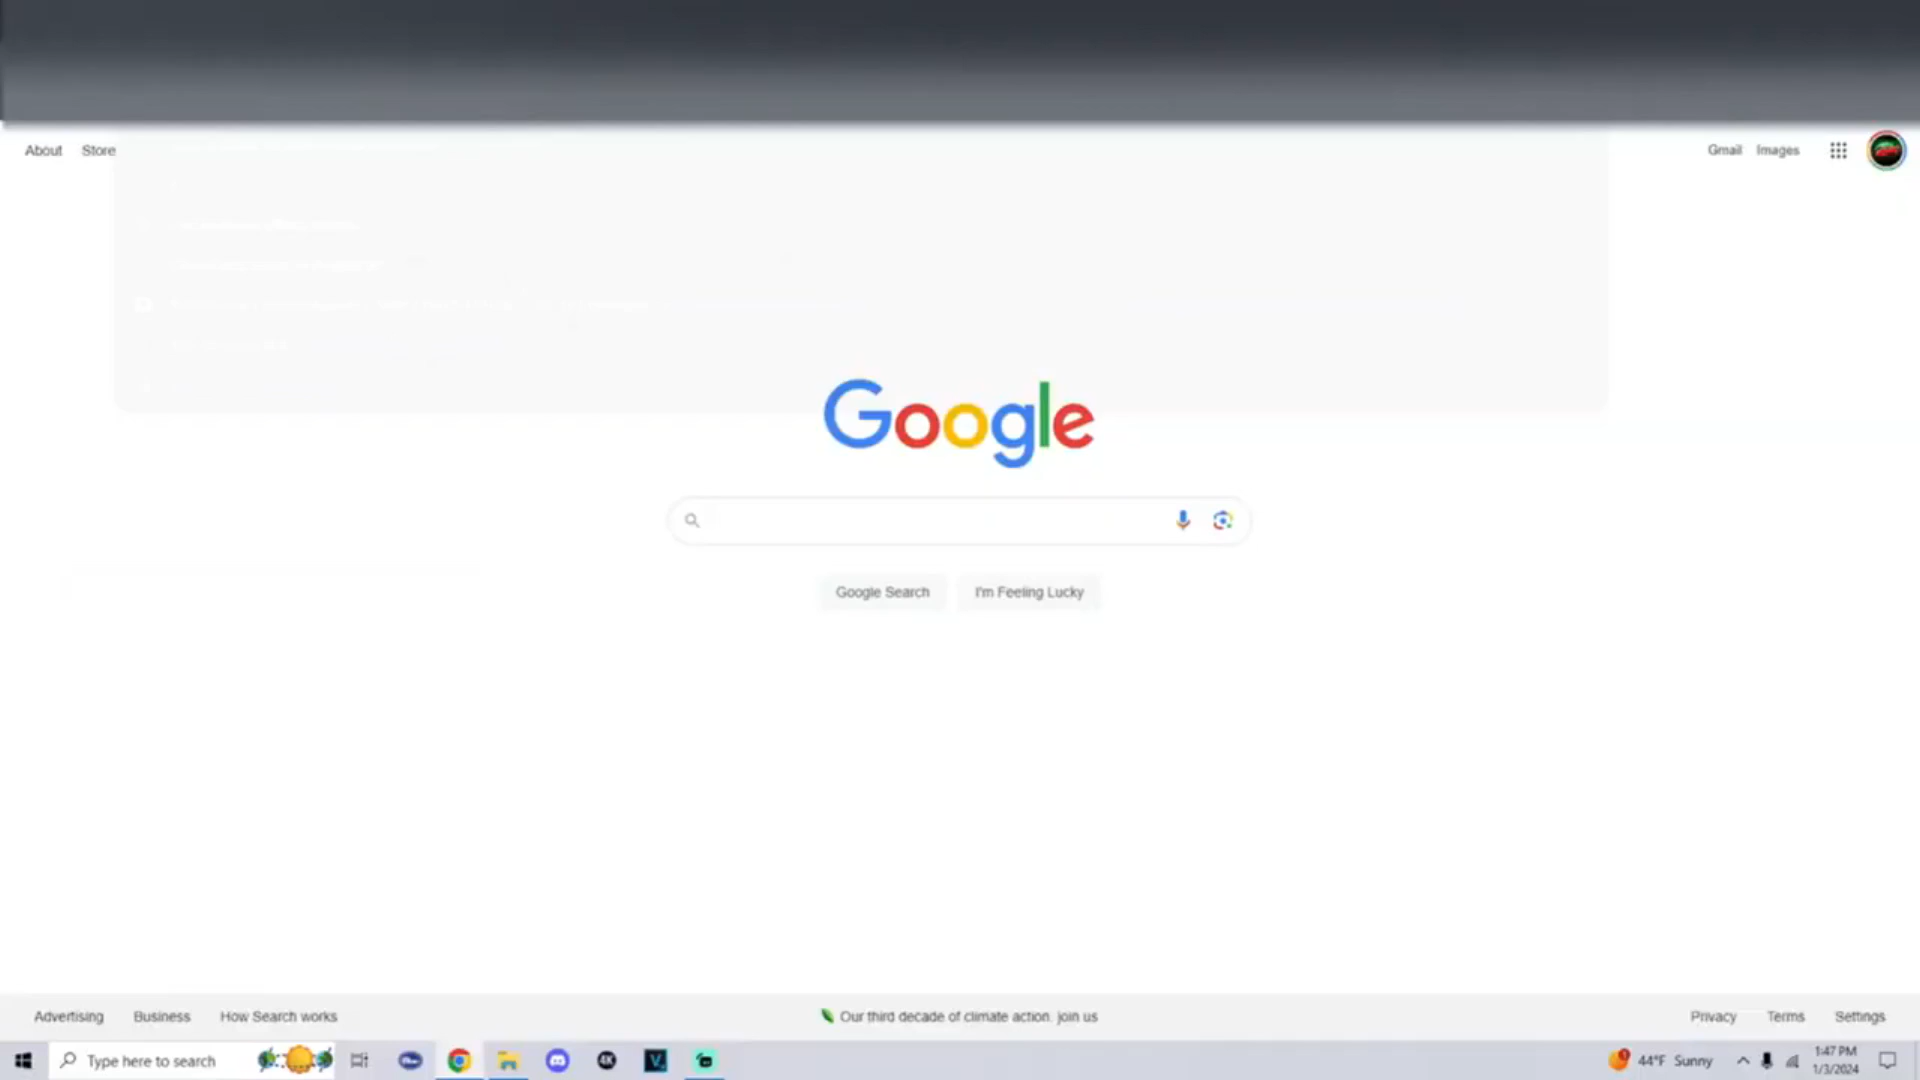 About Store
Gmail Images
Google
Google Search I'm Feeling Lucky
Advertising Business How Search works
Our third decade of climate action: join us
Privacy Terms Settings
Type here to search
4K
V
44°F Sunny
1:47 PM
1/3/2024